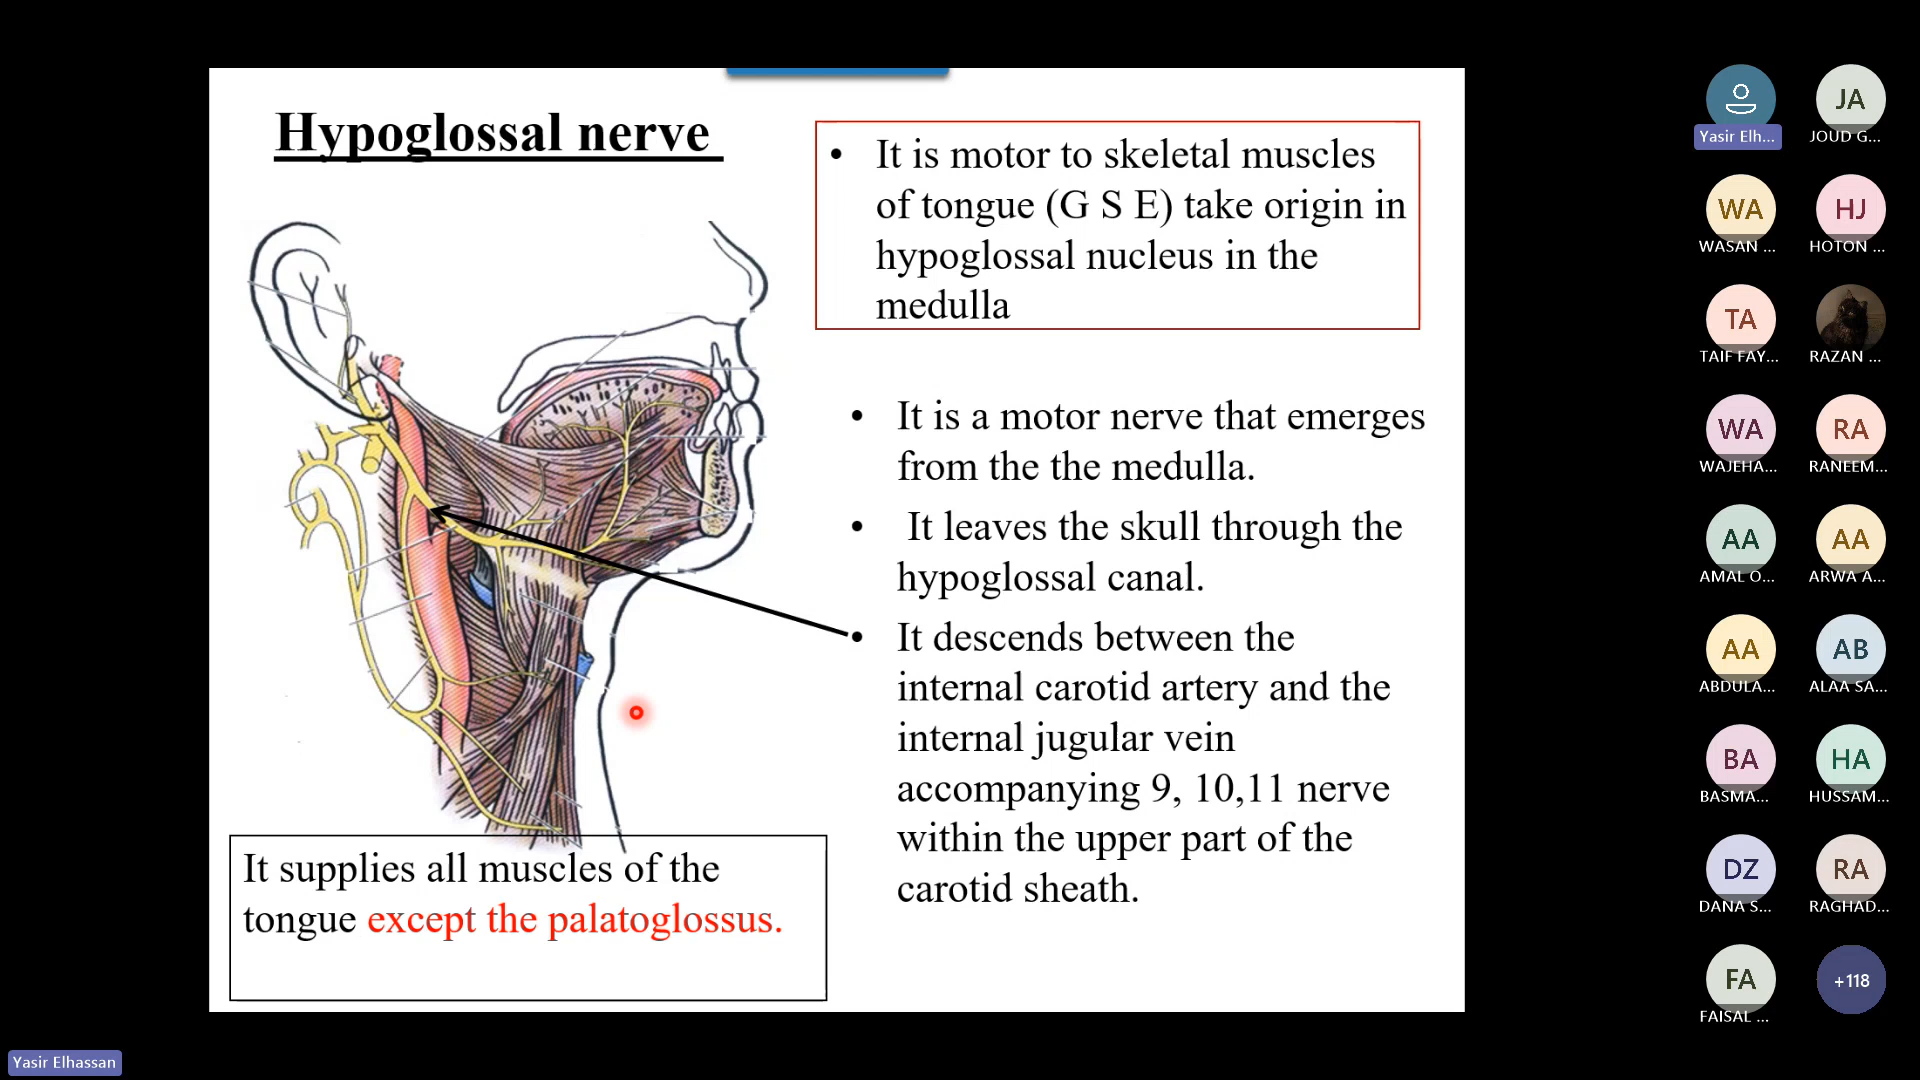 Hypoglossal nerve
• It is motor to skeletal muscles
of tongue (G S E) take origin in
hypoglossal nucleus in the
medulla
• It is a motor nerve that emerges
from the the medulla.
• It leaves the skull through the
hypoglossal canal.
• It descends between the
internal carotid artery and the
internal jugular vein
accompanying 9, 10,11 nerve
within the upper part of the
carotid sheath.
It supplies all muscles of the
tongue except the palatoglossus.
Yasir Elh...
JA
JOUD G...
WA
WASAN ...
HJ
HOTON ...
TA
TAIF FAY...
RAZAN ...
WA
WAJEHA...
RA
RANEEM...
AA
AMAL O...
AA
ARWA A...
AA
ABDULA...
AB
ALAA SA...
BA
BASMA...
HA
HUSSAM...
DZ
DANA S...
RA
RAGHAD...
FA
FAISAL ...
+118
Yasir Elhassan